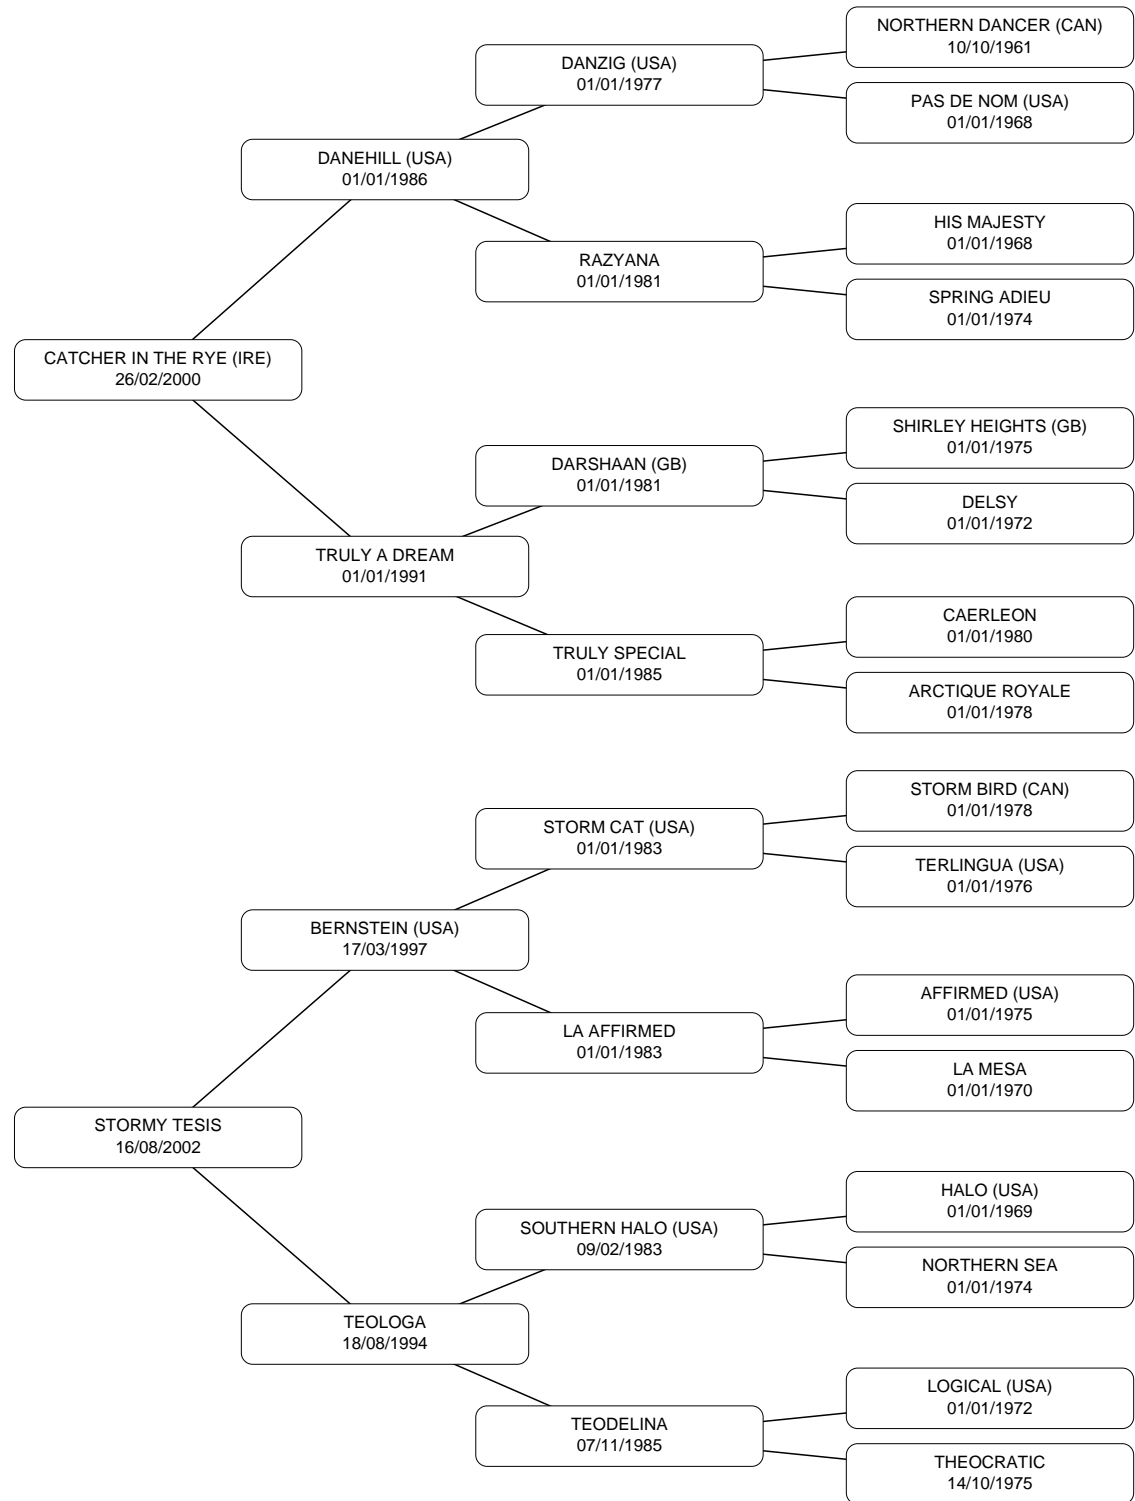 NORTHERN DANCER (CAN)
10/10/1961
DANZIG (USA)
01/01/1977
PAS DE NOM (USA)
01/01/1968
DANEHILL (USA)
01/01/1986
HIS MAJESTY
01/01/1968
RAZYANA
01/01/1981
SPRING ADIEU
01/01/1974
CATCHER IN THE RYE (IRE)
26/02/2000
SHIRLEY HEIGHTS (GB)
01/01/1975
DARSHAAN (GB)
01/01/1981
DELSY
01/01/1972
TRULY A DREAM
01/01/1991
CAERLEON
01/01/1980
TRULY SPECIAL
01/01/1985
ARCTIQUE ROYALE
01/01/1978
STORM BIRD (CAN)
01/01/1978
STORM CAT (USA)
01/01/1983
TERLINGUA (USA)
01/01/1976
BERNSTEIN (USA)
17/03/1997
AFFIRMED (USA)
01/01/1975
LA AFFIRMED
01/01/1983
LA MESA
01/01/1970
STORMY TESIS
16/08/2002
HALO (USA)
01/01/1969
SOUTHERN HALO (USA)
09/02/1983
NORTHERN SEA
01/01/1974
TEOLOGA
18/08/1994
LOGICAL (USA)
01/01/1972
TEODELINA
07/11/1985
THEOCRATIC
14/10/1975